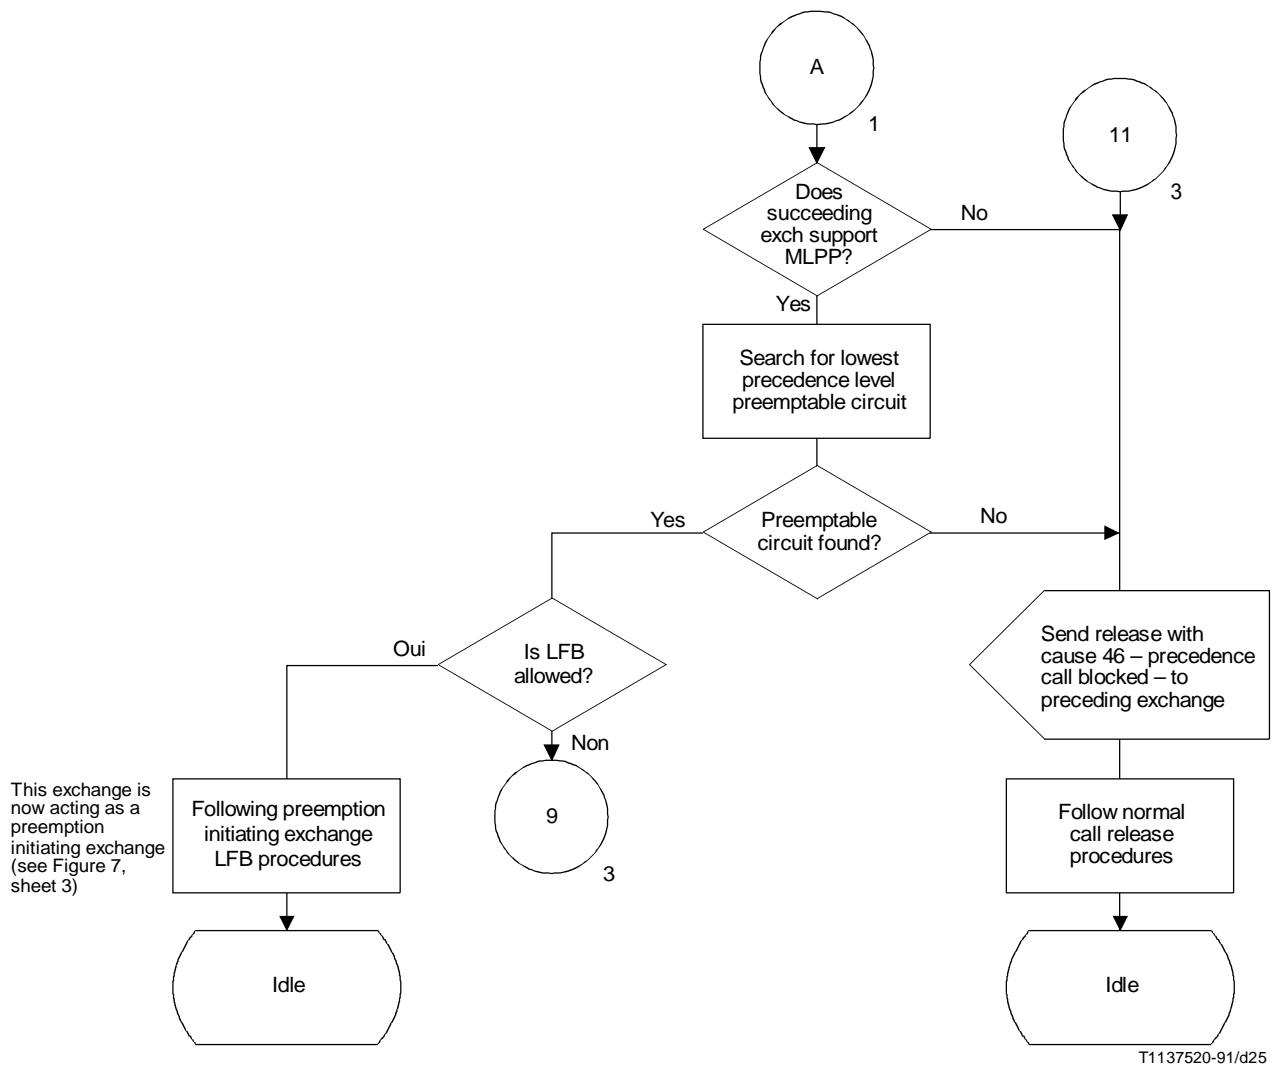 A
1
11
3
Does
succeeding
exch support
MLPP?
No
Yes
Search for lowest
precedence level
preemptable circuit
Yes
Preemptable
circuit found?
No
Oui
Is LFB
allowed?
Non
Send release with
cause 46 – precedence
call blocked – to
preceding exchange
This exchange is
now acting as a
preemption
initiating exchange
(see Figure 7,
sheet 3)
Following preemption
initiating exchange
LFB procedures
9
3
Follow normal
call release
procedures
Idle
Idle
T1137520-91/d25